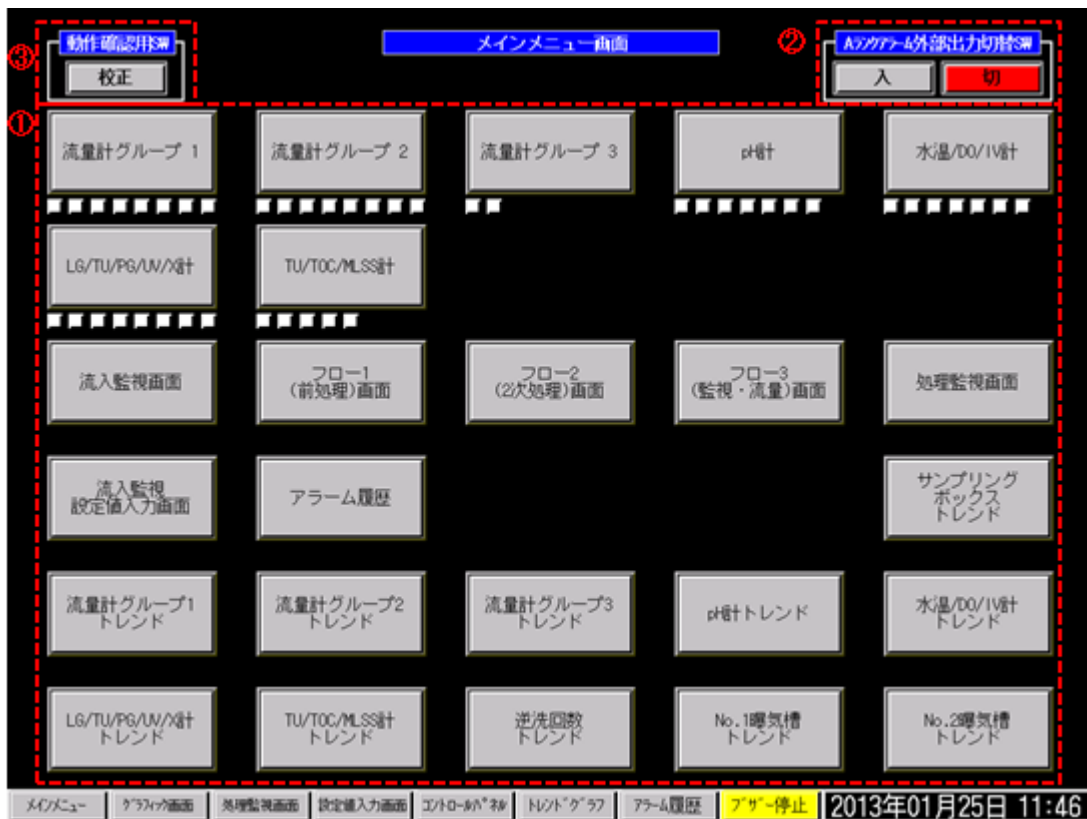 ③
動作確認用SW
校正
メインメニュー画面
②
Aランクアラーム外部出力切替SW
入
切
①
流量計グループ 1
流量計グループ 2
流量計グループ 3
pH計
水温/DO/IV計
LG/TU/PG/UV/X計
TU/TOC/MLSS計
流入監視画面
フロー1
(前処理)画面
フロー2
(2次処理)画面
フロー3
(監視・流量)画面
処理監視画面
流入監視
設定値入力画面
アラーム履歴
サンプリング
ボックス
トレンド
流量計グループ1
トレンド
流量計グループ2
トレンド
流量計グループ3
トレンド
pH計トレンド
水温/DO/IV計
トレンド
LG/TU/PG/UV/X計
トレンド
TU/TOC/MLSS計
トレンド
逆洗回数
トレンド
No.1曝気槽
トレンド
No.2曝気槽
トレンド
メインメニュー
グラフィック画面
処理監視画面
設定値入力画面
コントロールパネル
トレンドグラフ
アラーム履歴
ブザー停止
2013年01月25日 11:46